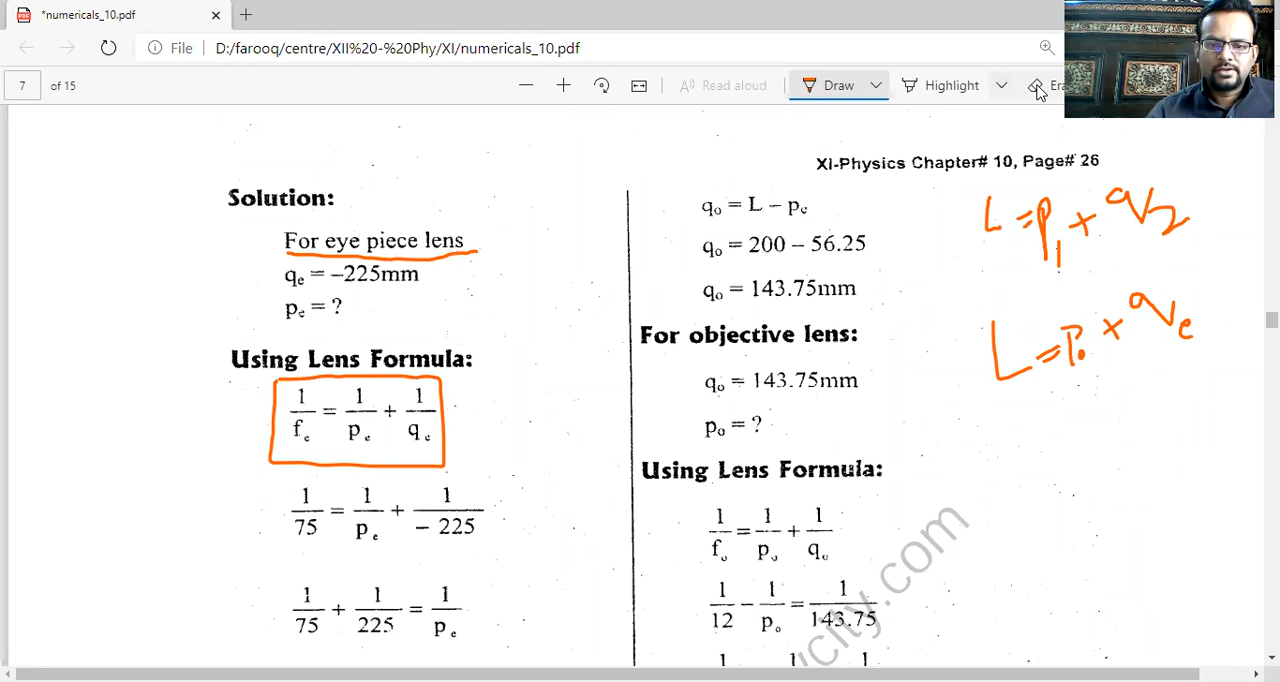 *numericals_10.pdf
File D:/farooq/centre/XII%20-%20Phy/XI/numericals_10.pdf
7 of 15
Read aloud Draw Highlight Era
XI-Physics Chapter# 10, Page# 26
Solution:
For eye piece lens
qₑ = –225mm
pₑ = ?
Using Lens Formula:
1/fₑ = 1/pₑ + 1/qₑ
1/75 = 1/pₑ + 1/– 225
1/75 + 1/225 = 1/pₑ
qₒ = L – pₑ
qₒ = 200 – 56.25
qₒ = 143.75mm
For objective lens:
qₒ = 143.75mm
pₒ = ?
Using Lens Formula:
1/fₒ = 1/pₒ + 1/qₒ
1/12 – 1/pₒ = 1/143.75
L = p₁ + q₂
L = pₒ + qₑ
city.com